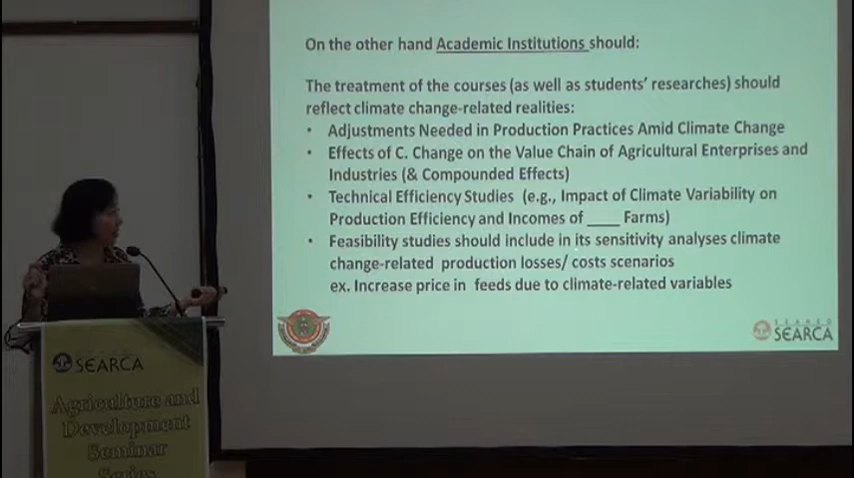 On the other hand Academic Institutions should:
The treatment of the courses (as well as students' researches) should
reflect climate change-related realities:
• Adjustments Needed in Production Practices Amid Climate Change
• Effects of C. Change on the Value Chain of Agricultural Enterprises and
Industries (& Compounded Effects)
• Technical Efficiency Studies (e.g., Impact of Climate Variability on
Production Efficiency and Incomes of ____ Farms)
• Feasibility studies should include in its sensitivity analyses climate
change-related production losses/ costs scenarios
ex. Increase price in feeds due to climate-related variables
SEARCA
SEARCA
Agriculture and
Development
Seminar
Series